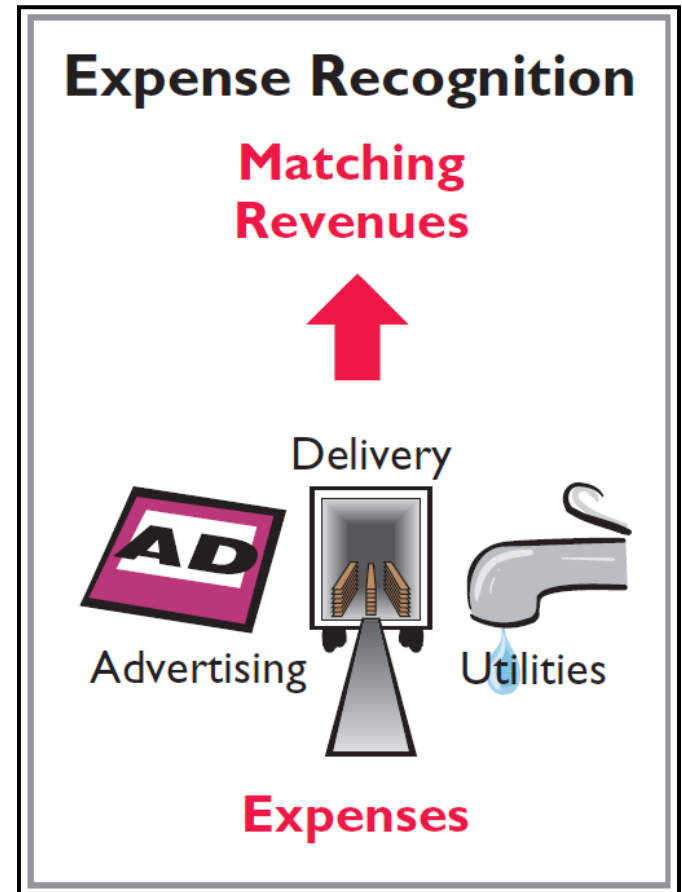 Expense Recognition
Matching
Revenues
Delivery
AD
Advertising
Utilities
Expenses